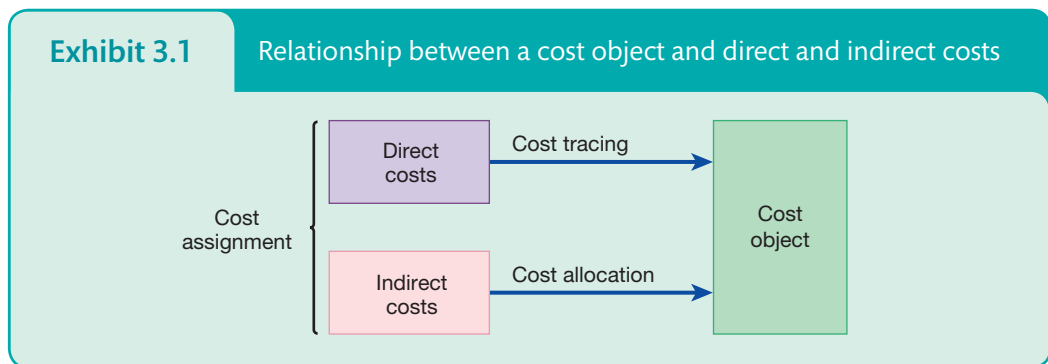 Exhibit 3.1
Relationship between a cost object and direct and indirect costs
Cost
assignment
Direct
costs
Cost tracing
Indirect
costs
Cost allocation
Cost
object